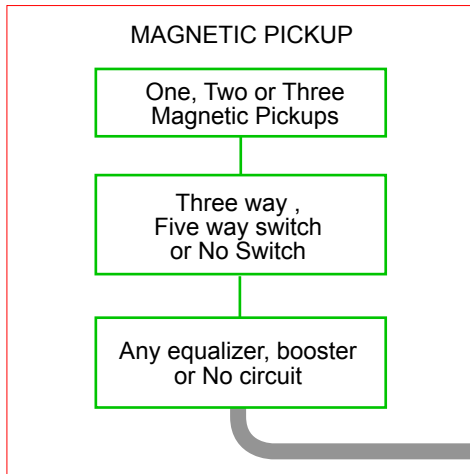 MAGNETIC PICKUP
One, Two or Three
Magnetic Pickups
Three way ,
Five way switch
or No Switch
Any equalizer, booster
or No circuit